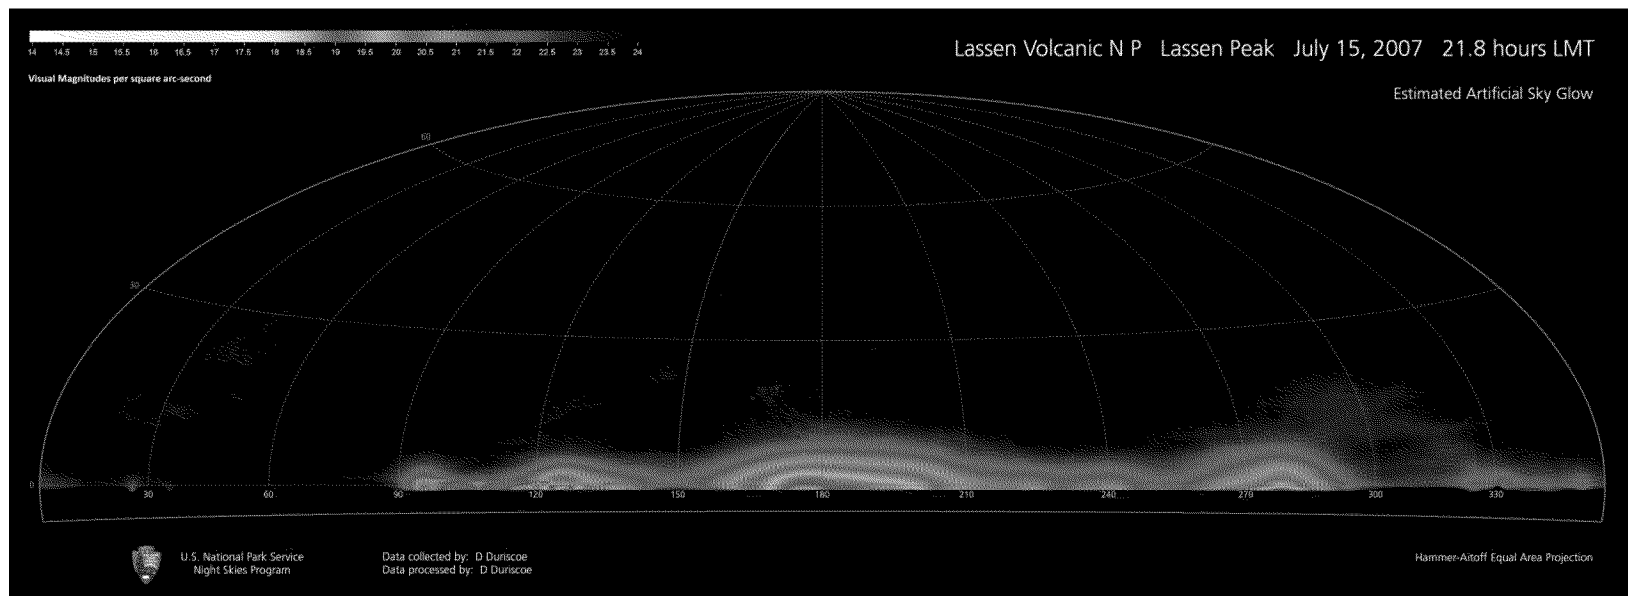 14 14.5 15 15.5 16 16.5 17 17.5 18 18.5 19 19.5 20 20.5 21 21.5 22 22.5 23 23.5 24
Visual Magnitudes per square arc-second
Lassen Volcanic N P Lassen Peak July 15, 2007 21.8 hours LMT
Estimated Artificial Sky Glow
60
30
0
30 60 90 120 150 180 210 240 270 300 330
U.S. National Park Service
Night Skies Program
Data collected by: D Duriscoe
Data processed by: D Duriscoe
Hammer-Aitoff Equal Area Projection